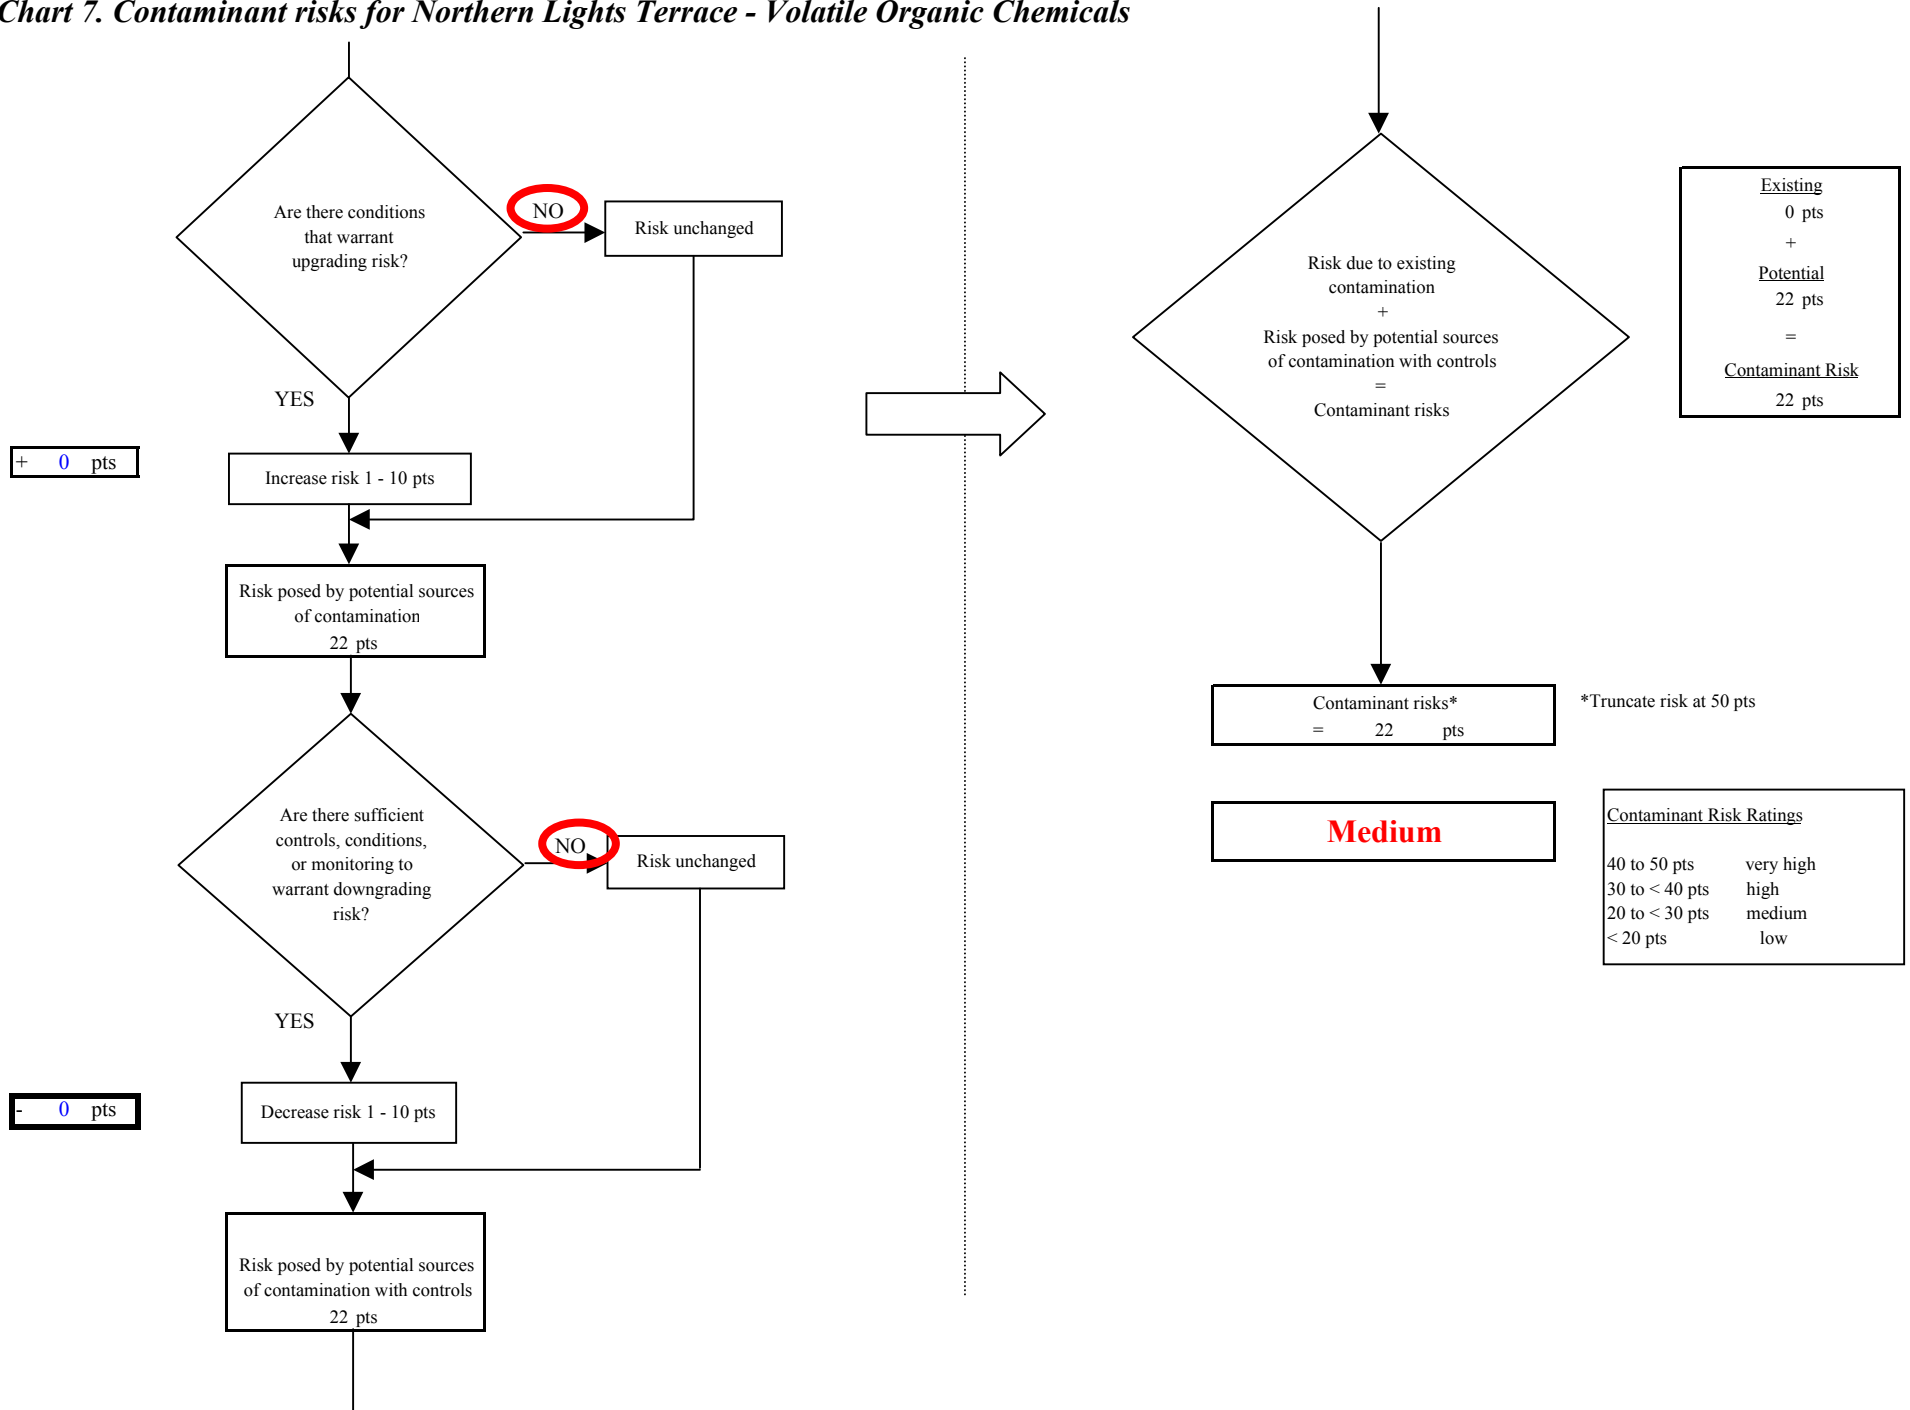 Chart 7. Contaminant risks for Northern Lights Terrace - Volatile Organic Chemicals
Are there conditions
that warrant
upgrading risk?
NO
Risk unchanged
YES
+ 0 pts
Increase risk 1 - 10 pts
Risk posed by potential sources
of contamination
22 pts
Are there sufficient
controls, conditions,
or monitoring to
warrant downgrading
risk?
NO
Risk unchanged
YES
- 0 pts
Decrease risk 1 - 10 pts
Risk posed by potential sources
of contamination with controls
22 pts
Risk due to existing
contamination
+
Risk posed by potential sources
of contamination with controls
=
Contaminant risks
Existing
0 pts
+
Potential
22 pts
=
Contaminant Risk
22 pts
Contaminant risks*
= 22 pts
*Truncate risk at 50 pts
Medium
Contaminant Risk Ratings
40 to 50 pts very high
30 to < 40 pts high
20 to < 30 pts medium
< 20 pts low